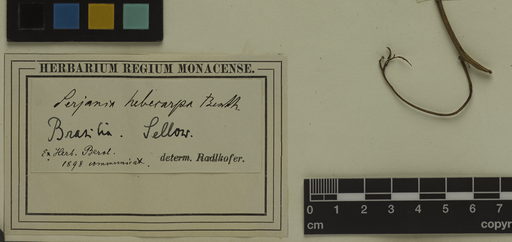 HERBARIUM REGIUM MONACENSE.
Serjania hebecarpa Benth
Brasilia. Sellow.
Ex Herb. Berol.
1898 communicat. determ. Radlkofer.
0 1 2 3 4 5 6 7
cm copyr